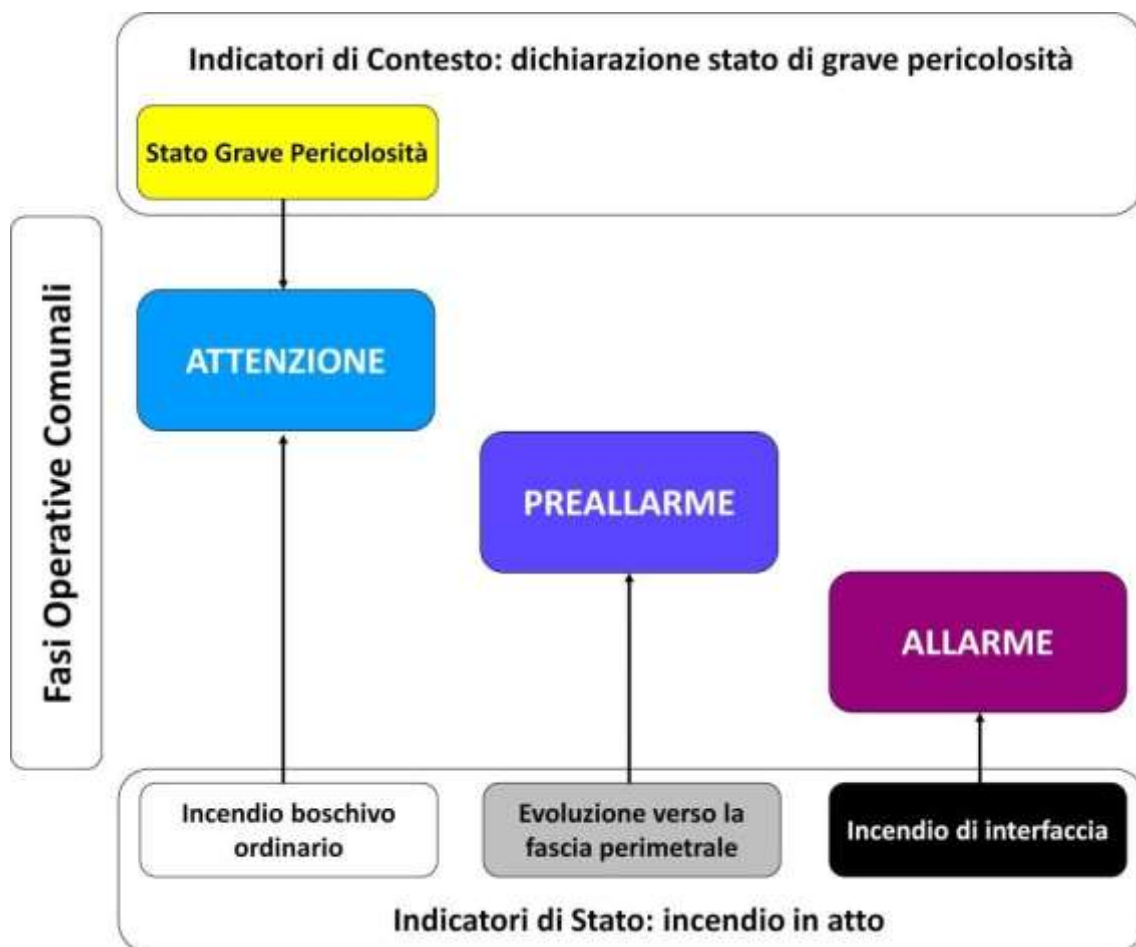 Indicatori di Contesto: dichiarazione stato di grave pericolosità
Stato Grave Pericolosità
Fasi Operative Comunali
ATTENZIONE
PREALLARME
ALLARME
Incendio boschivo
ordinario
Evoluzione verso la
fascia perimetrale
Incendio di interfaccia
Indicatori di Stato: incendio in atto